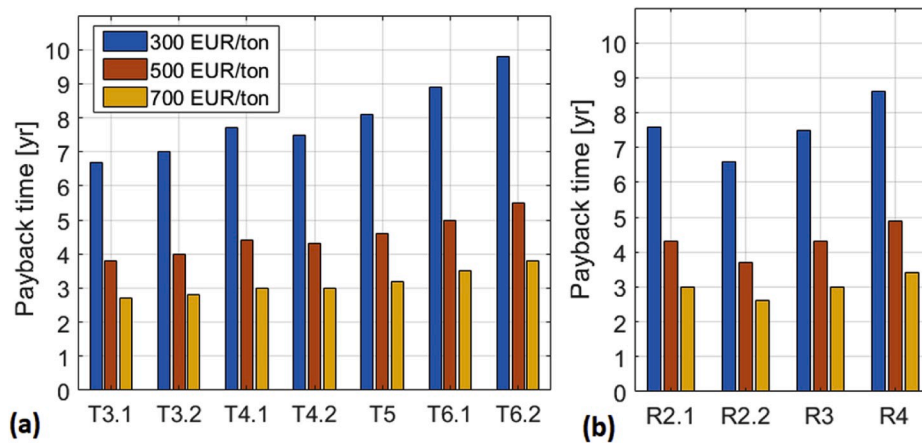 300 EUR/ton
500 EUR/ton
700 EUR/ton
Payback time [yr]
10
9
8
7
6
5
4
3
2
1
0
T3.1 T3.2 T4.1 T4.2 T5 T6.1 T6.2
(a)
Payback time [yr]
10
9
8
7
6
5
4
3
2
1
0
R2.1 R2.2 R3 R4
(b)